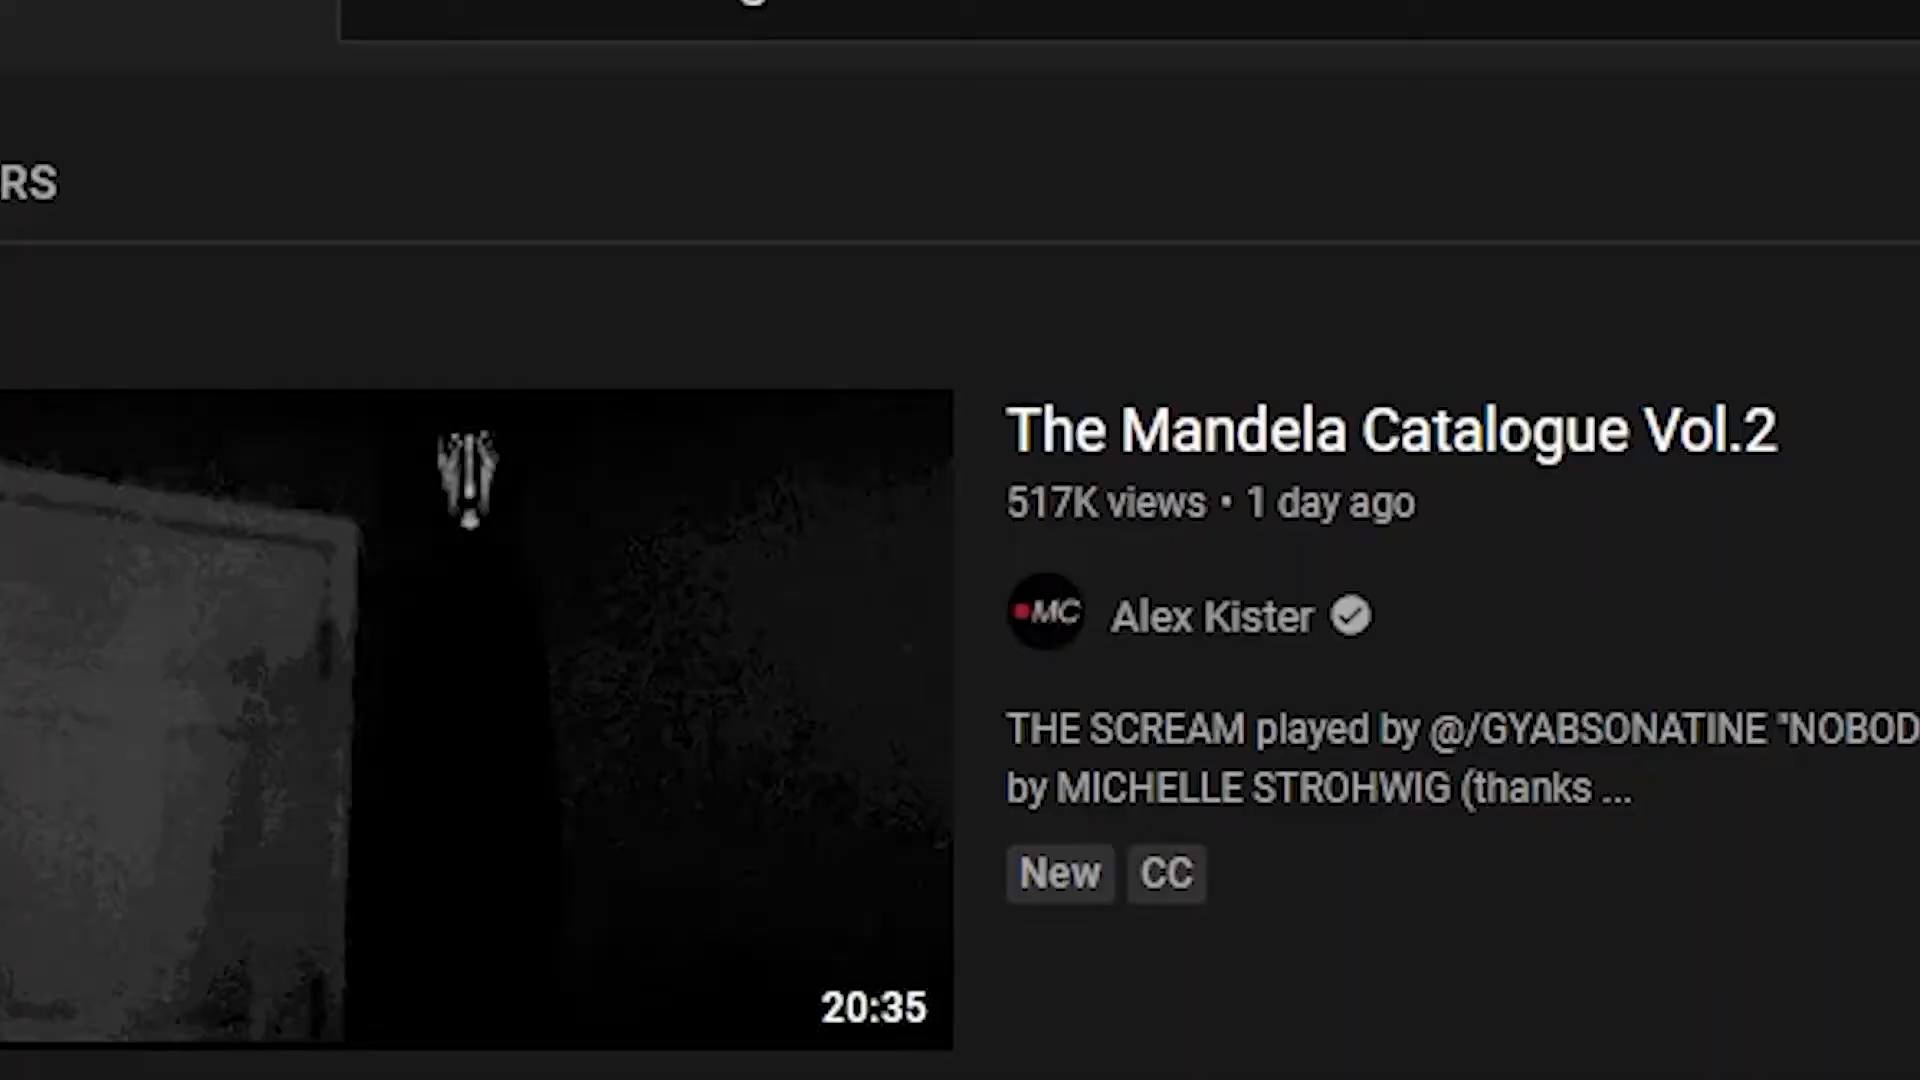 RS
The Mandela Catalogue Vol.2
517K views • 1 day ago
MC
Alex Kister
THE SCREAM played by @/GYABSONATINE "NOBOD
by MICHELLE STROHWIG (thanks ...
New CC
20:35